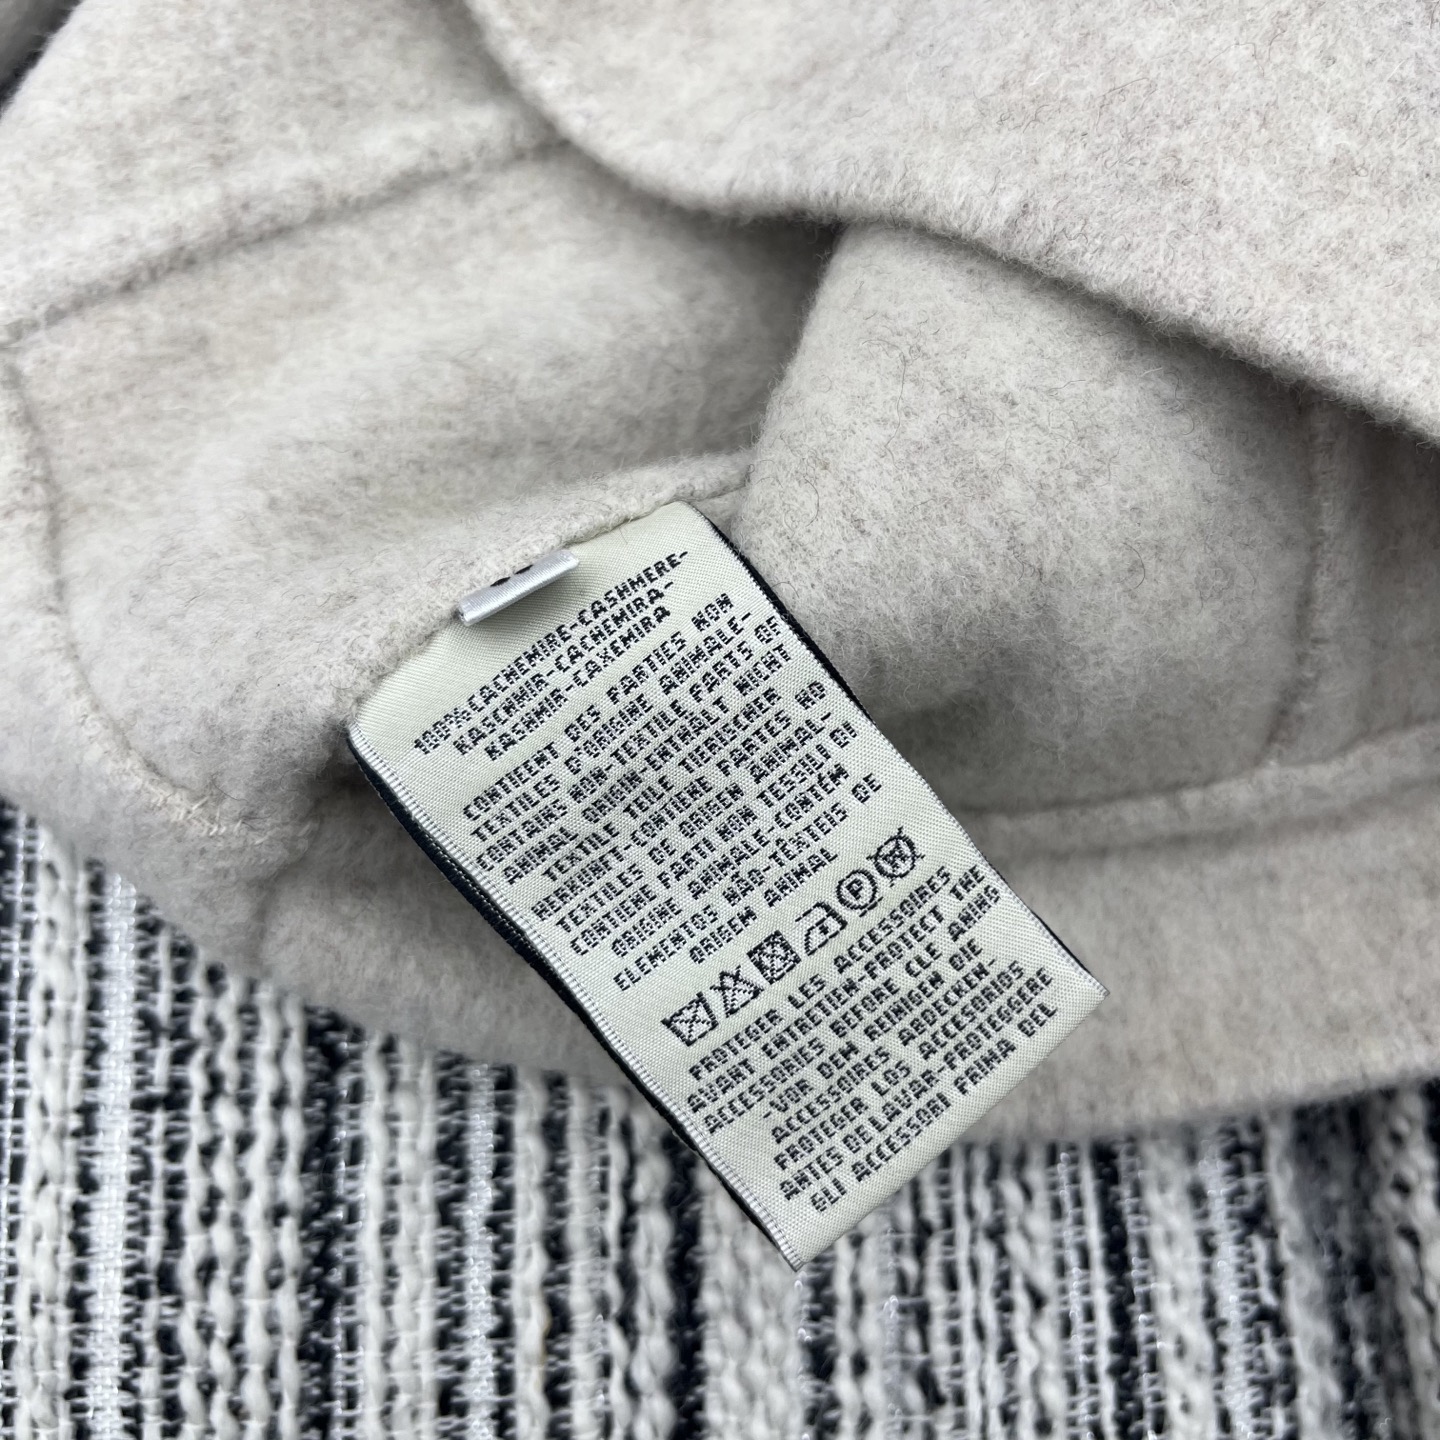 100% CACHEMIRE-CASHMERE-
KASCHMIR-CACHEMIRA-
KASHMIR-CAXEMIRA
CONTIENT DES PARTIES NON
TEXTILES D'ORIGINE ANIMALE-
CONTAINS NON-TEXTILE PARTS OF
ANIMAL ORIGIN-ENTHALT NICHT
TEXTILE TEILE TIERISCHER
HERKUNFT-CONTIENE PARTES NO
TEXTILES DE ORIGEN ANIMAL-
CONTIENE PARTI NON TESSILI DI
ORIGINE ANIMALE-CONTÉM
ELEMENTOS NÃO-TÊXTEIS DE
ORIGEM ANIMAL
P W
PROTEGER LES ACCESSOIRES
AVANT ENTRETIEN-PROTECT THE
ACCESSORIES BEFORE CLEANING
-VOR DEM REINIGEN DIE
ACCESSOIRES ABDECKEN-
PROTEGER LOS ACCESORIOS
ANTES DE LAVAR-PROTEGERE
GLI ACCESSORI PRIMA DEL